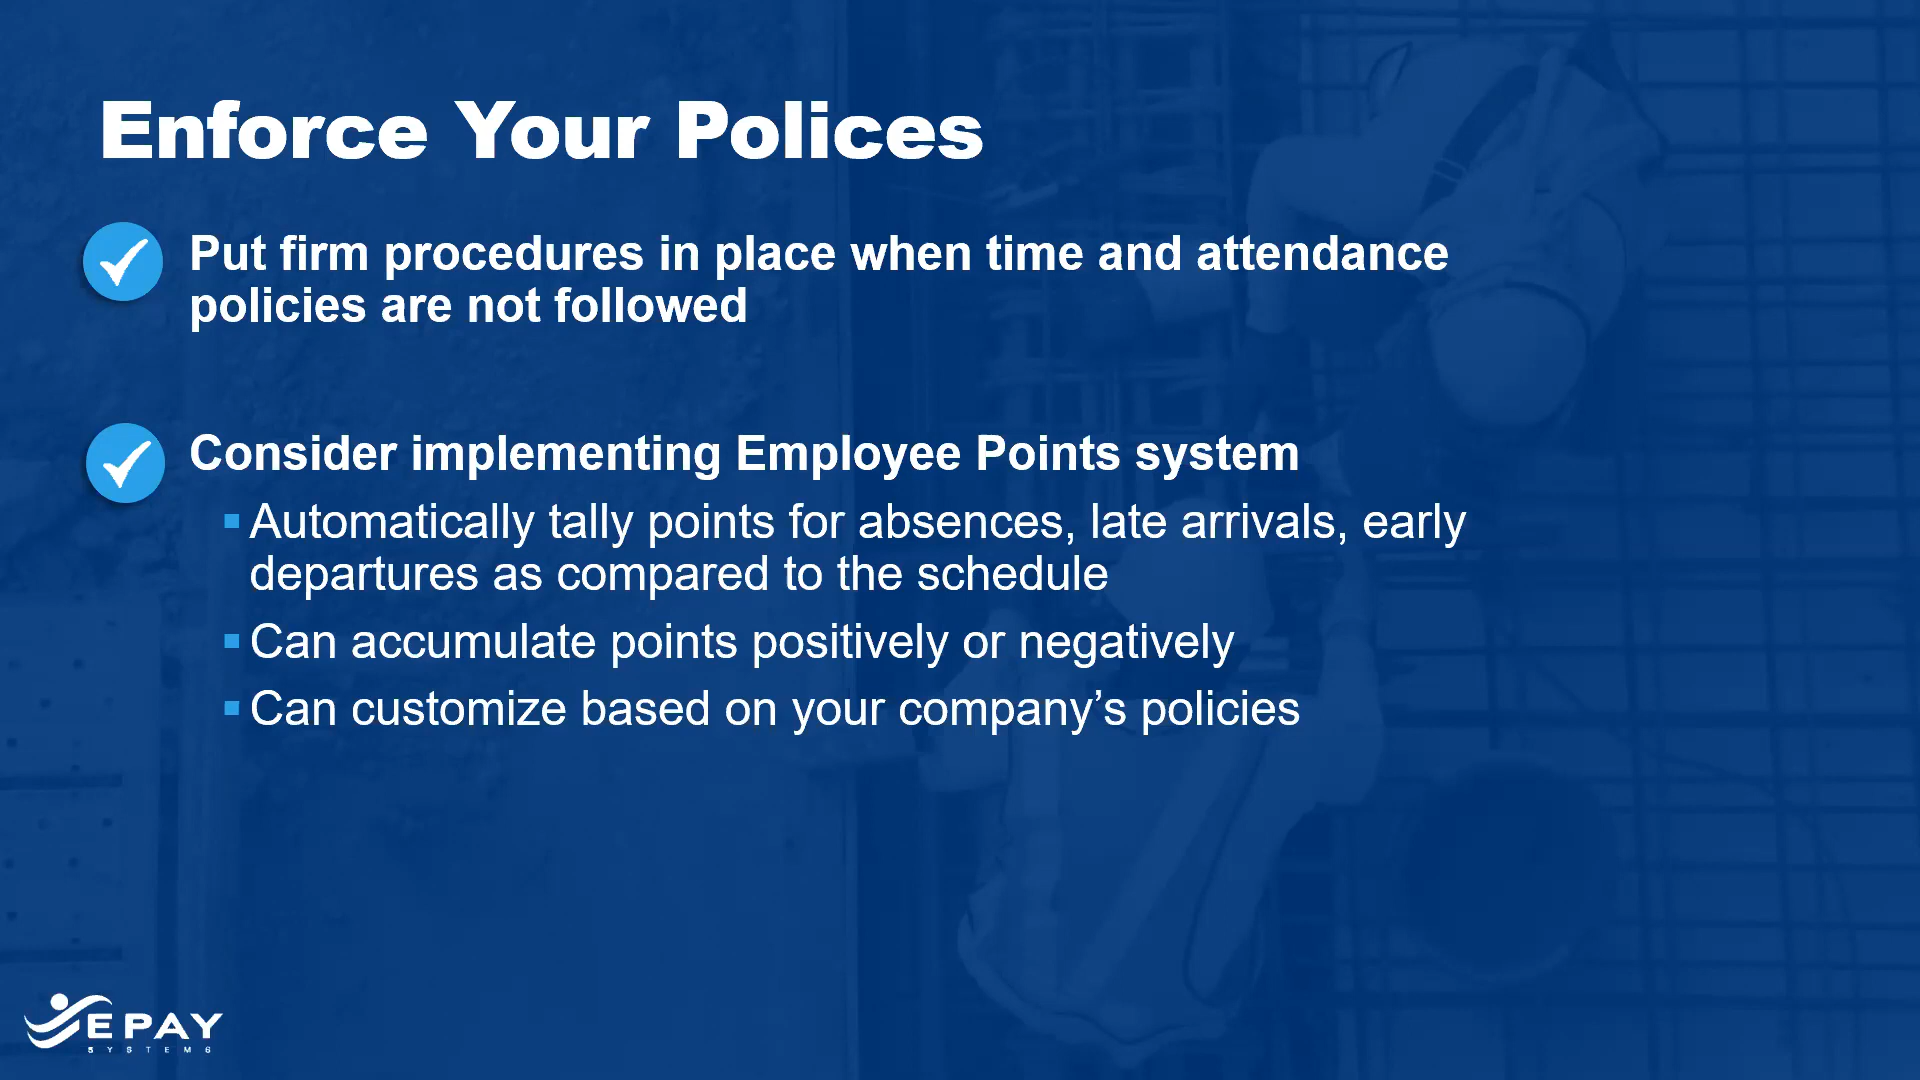 Enforce Your Polices
Put firm procedures in place when time and attendance
policies are not followed
Consider implementing Employee Points system
Automatically tally points for absences, late arrivals, early
departures as compared to the schedule
Can accumulate points positively or negatively
Can customize based on your company’s policies
EPAY
SYSTEMS